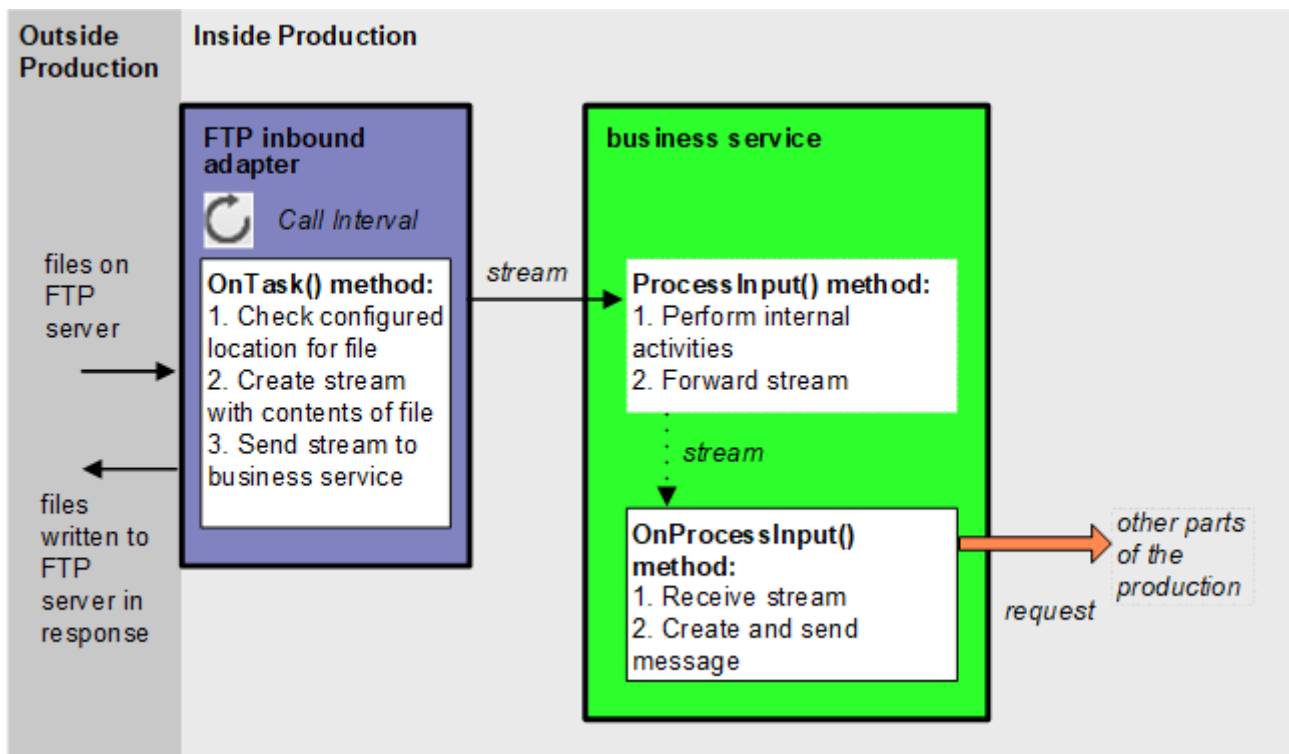 Outside
Production
Inside Production
FTP inbound
adapter
Call Interval
files on
FTP
server
OnTask() method:
1. Check configured
location for file
2. Create stream
with contents of file
3. Send stream to
business service
files
written to
FTP
server in
response
stream
business service
ProcessInput() method:
1. Perform internal
activities
2. Forward stream
stream
OnProcessInput()
method:
1. Receive stream
2. Create and send
message
request
other parts
of the
production